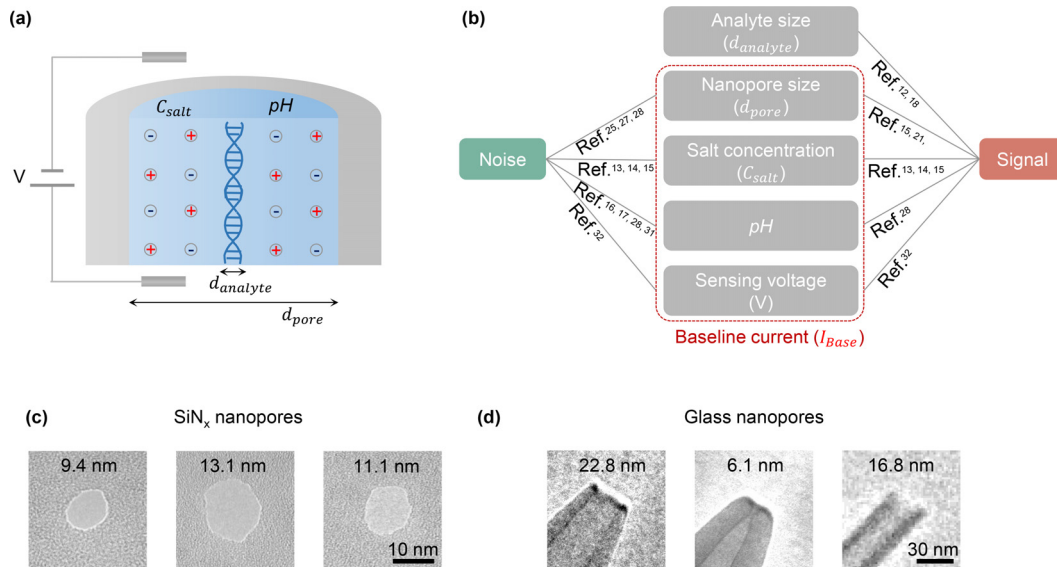 (a)
C_salt
pH
V
d_analyte
d_pore
(b)
Analyte size
(d_analyte)
Nanopore size
(d_pore)
Salt concentration
(C_salt)
pH
Sensing voltage
(V)
Baseline current (I_Base)
Noise
Signal
Ref.25, 27, 28
Ref.13, 14, 15
Ref.16, 17, 28, 31
Ref.32
Ref.12, 18
Ref.15, 21,
Ref.13, 14, 15
Ref.28
Ref.32
(c)
SiNx nanopores
9.4 nm
13.1 nm
11.1 nm
10 nm
(d)
Glass nanopores
22.8 nm
6.1 nm
16.8 nm
30 nm